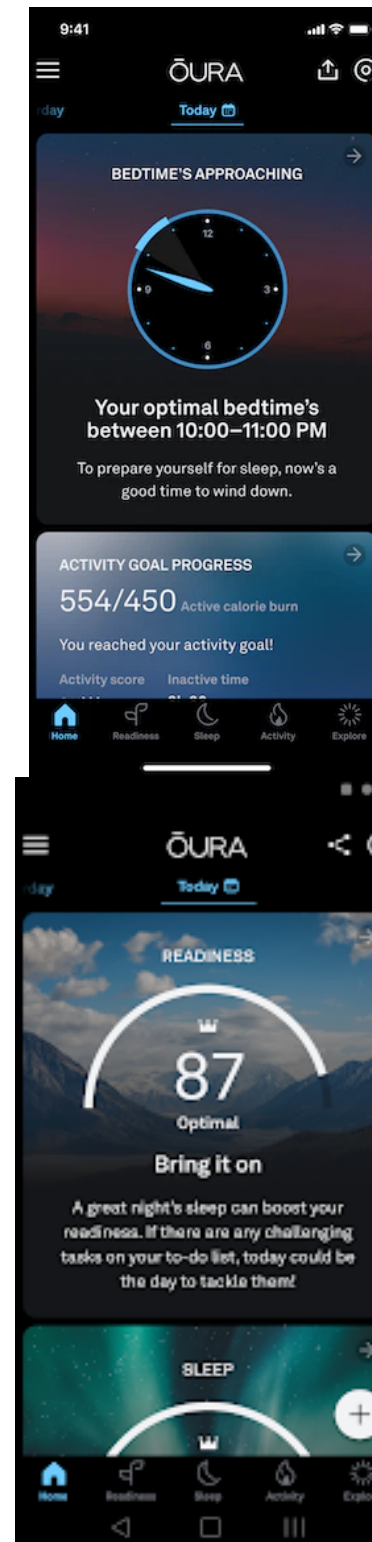 9:41
ŌURA
rday Today
BEDTIME'S APPROACHING
12
9 3
6
Your optimal bedtime's
between 10:00–11:00 PM
To prepare yourself for sleep, now's a
good time to wind down.
ACTIVITY GOAL PROGRESS
554/450 Active calorie burn
You reached your activity goal!
Activity score Inactive time
Home Readiness Sleep Activity Explore
ŌURA
rday Today
READINESS
87
Optimal
Bring it on
A great night's sleep can boost your
readiness. If there are any challenging
tasks on your to-do list, today could be
the day to tackle them!
SLEEP
Home Readiness Sleep Activity Explo